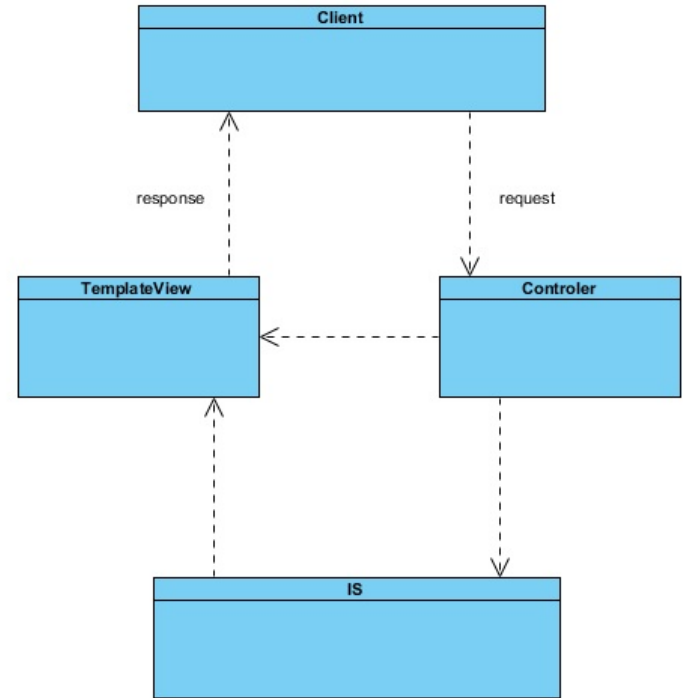 Client
response
request
TemplateView
Controler
IS